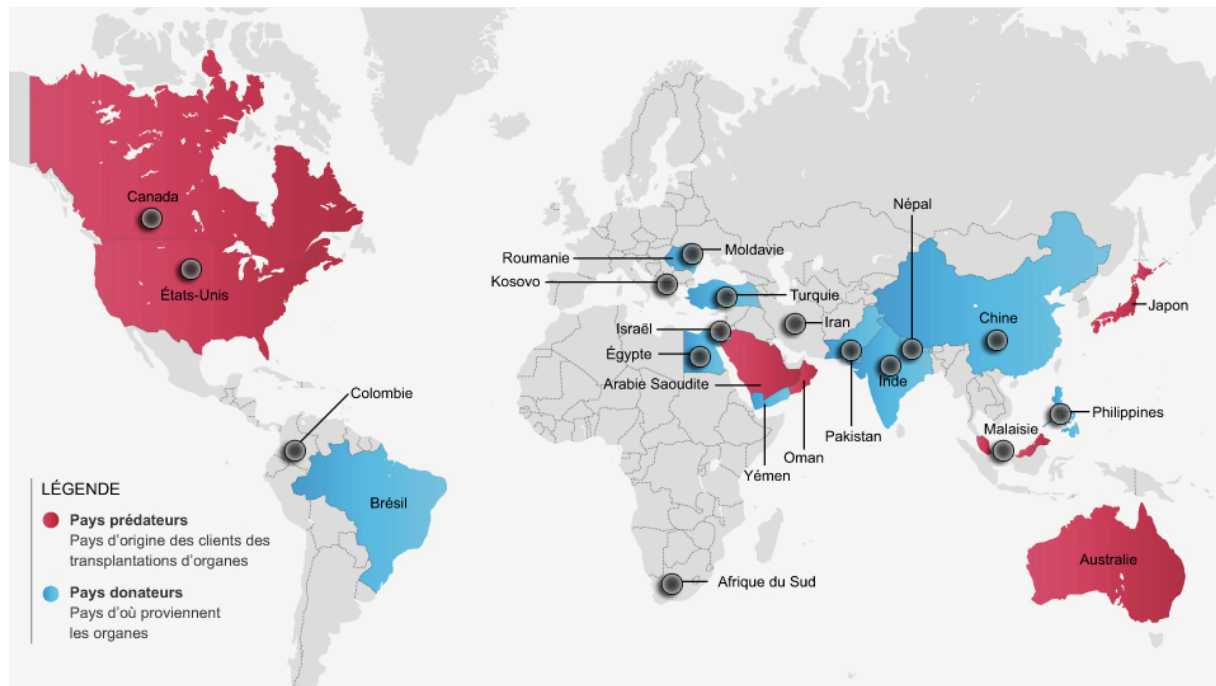 Canada
Népal
Roumanie
Moldavie
Kosovo
États-Unis
Turquie
Japon
Israël
Iran
Chine
Égypte
Inde
Arabie Saoudite
Colombie
Philippines
Malaisie
Pakistan
Oman
Yémen
Brésil
LÉGENDE
Pays prédateurs
Pays d'origine des clients des
transplantations d'organes
Australie
Afrique du Sud
Pays donateurs
Pays d'où proviennent
les organes